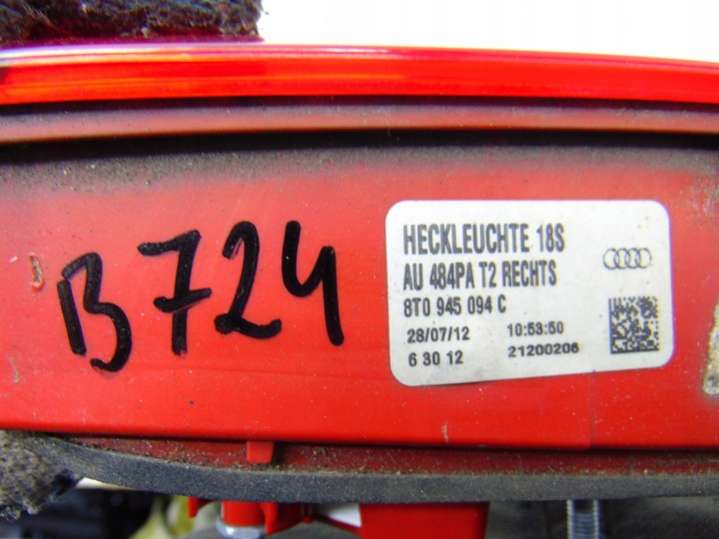 B724
HECKLEUCHTE 18S
AU 484PA T2 RECHTS
8T0 945 094 C
28/07/12 10:53:50
6 30 12 21200206